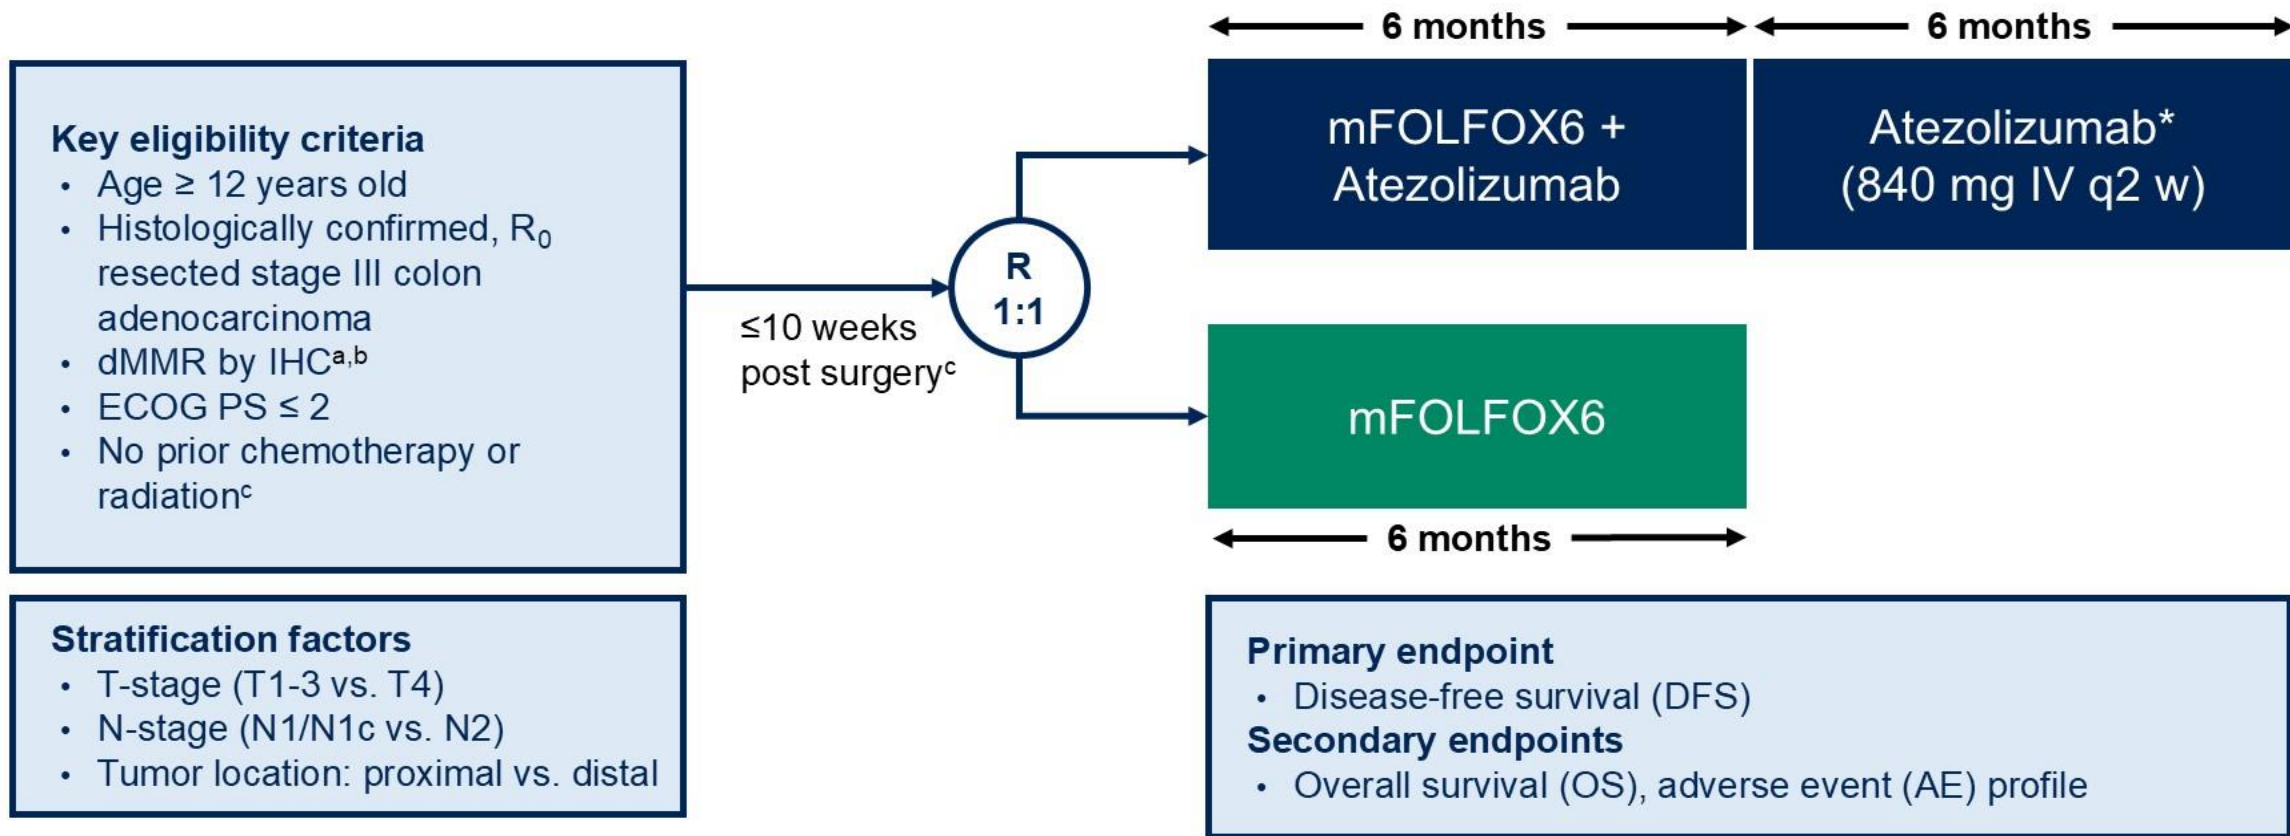 Key eligibility criteria
• Age ≥ 12 years old
• Histologically confirmed, R₀
resected stage III colon
adenocarcinoma
• dMMR by IHCᵃ,ᵇ
• ECOG PS ≤ 2
• No prior chemotherapy or
radiationᶜ
Stratification factors
• T-stage (T1-3 vs. T4)
• N-stage (N1/N1c vs. N2)
• Tumor location: proximal vs. distal
≤10 weeks
post surgeryᶜ
R
1:1
6 months
6 months
mFOLFOX6 +
Atezolizumab
Atezolizumab*
(840 mg IV q2 w)
mFOLFOX6
6 months
Primary endpoint
• Disease-free survival (DFS)
Secondary endpoints
• Overall survival (OS), adverse event (AE) profile